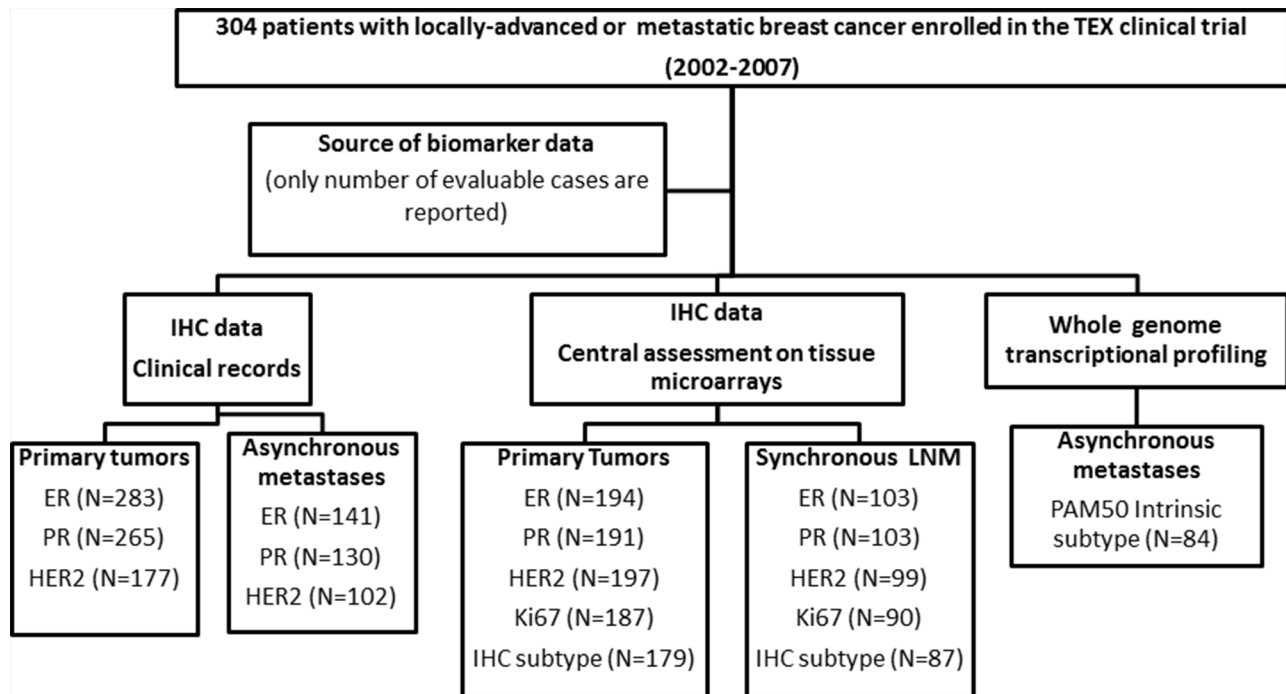 304 patients with locally-advanced or metastatic breast cancer enrolled in the TEX clinical trial
(2002-2007)
Source of biomarker data
(only number of evaluable cases are
reported)
IHC data
Clinical records
IHC data
Central assessment on tissue
microarrays
Whole genome
transcriptional profiling
Primary tumors
ER (N=283)
PR (N=265)
HER2 (N=177)
Asynchronous
metastases
ER (N=141)
PR (N=130)
HER2 (N=102)
Primary Tumors
ER (N=194)
PR (N=191)
HER2 (N=197)
Ki67 (N=187)
IHC subtype (N=179)
Synchronous LNM
ER (N=103)
PR (N=103)
HER2 (N=99)
Ki67 (N=90)
IHC subtype (N=87)
Asynchronous
metastases
PAM50 Intrinsic
subtype (N=84)